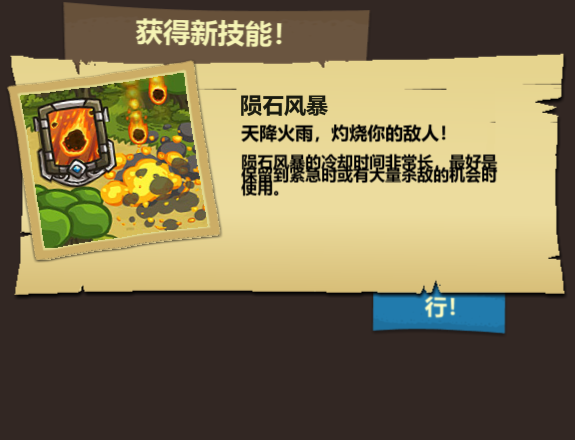 获得新技能！
陨石风暴
天降火雨，灼烧你的敌人！
陨石风暴的冷却时间非常长，最好是
保留到紧急时或有大量杀敌的机会时
使用。
行！